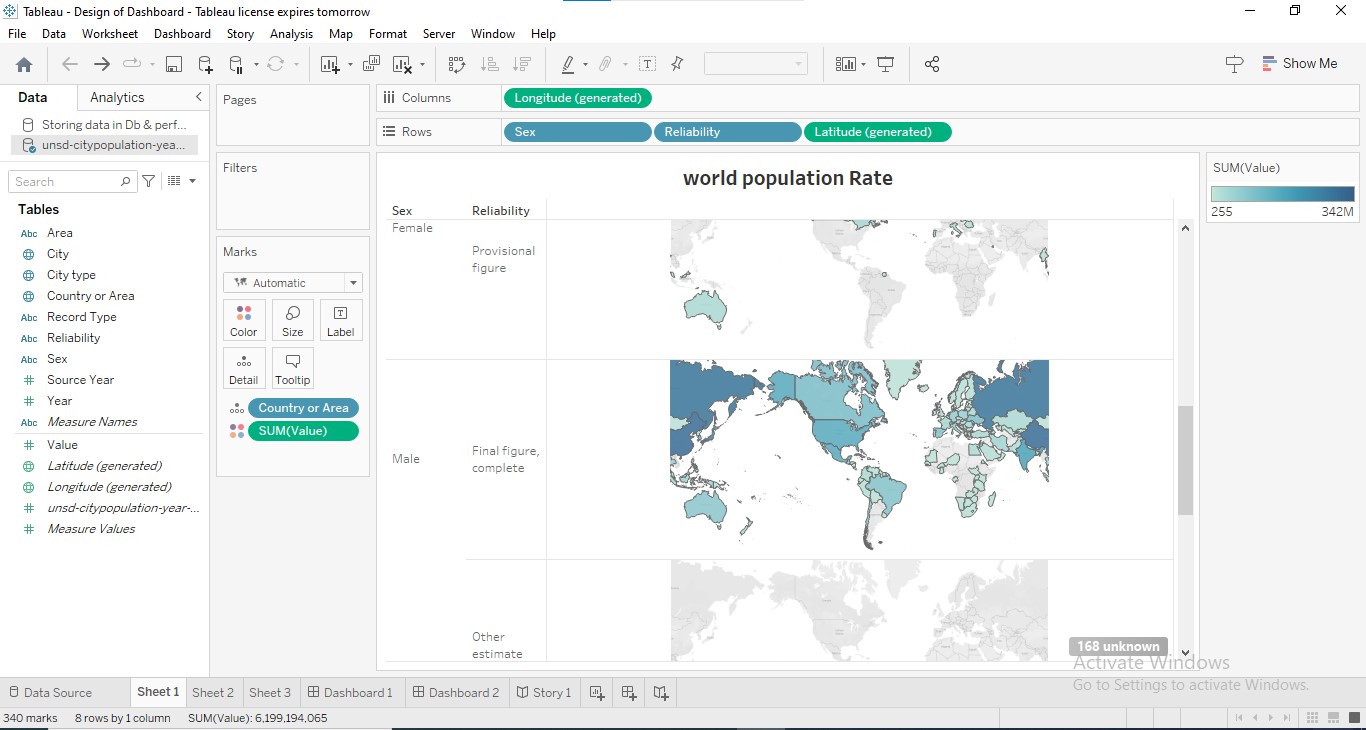 Tableau - Design of Dashboard - Tableau license expires tomorrow
File Data Worksheet Dashboard Story Analysis Map Format Server Window Help
Show Me
Data Analytics
Storing data in Db & perf...
unsd-citypopulation-yea...
Search
Tables
Abc Area
City
City type
Country or Area
Abc Record Type
Abc Reliability
Abc Sex
Source Year
Year
Abc Measure Names
Value
Latitude (generated)
Longitude (generated)
unsd-citypopulation-year-...
Measure Values
Pages
Filters
Marks
Automatic
Color Size Label
Detail Tooltip
Country or Area
SUM(Value)
Columns Longitude (generated)
Rows Sex Reliability Latitude (generated)
world population Rate
Sex Reliability
Female
Provisional
figure
Male
Final figure,
complete
Other
estimate
168 unknown
SUM(Value)
255 342M
Activate Windows
Go to Settings to activate Windows.
Data Source Sheet 1 Sheet 2 Sheet 3 Dashboard 1 Dashboard 2 Story 1
340 marks 8 rows by 1 column SUM(Value): 6,199,194,065